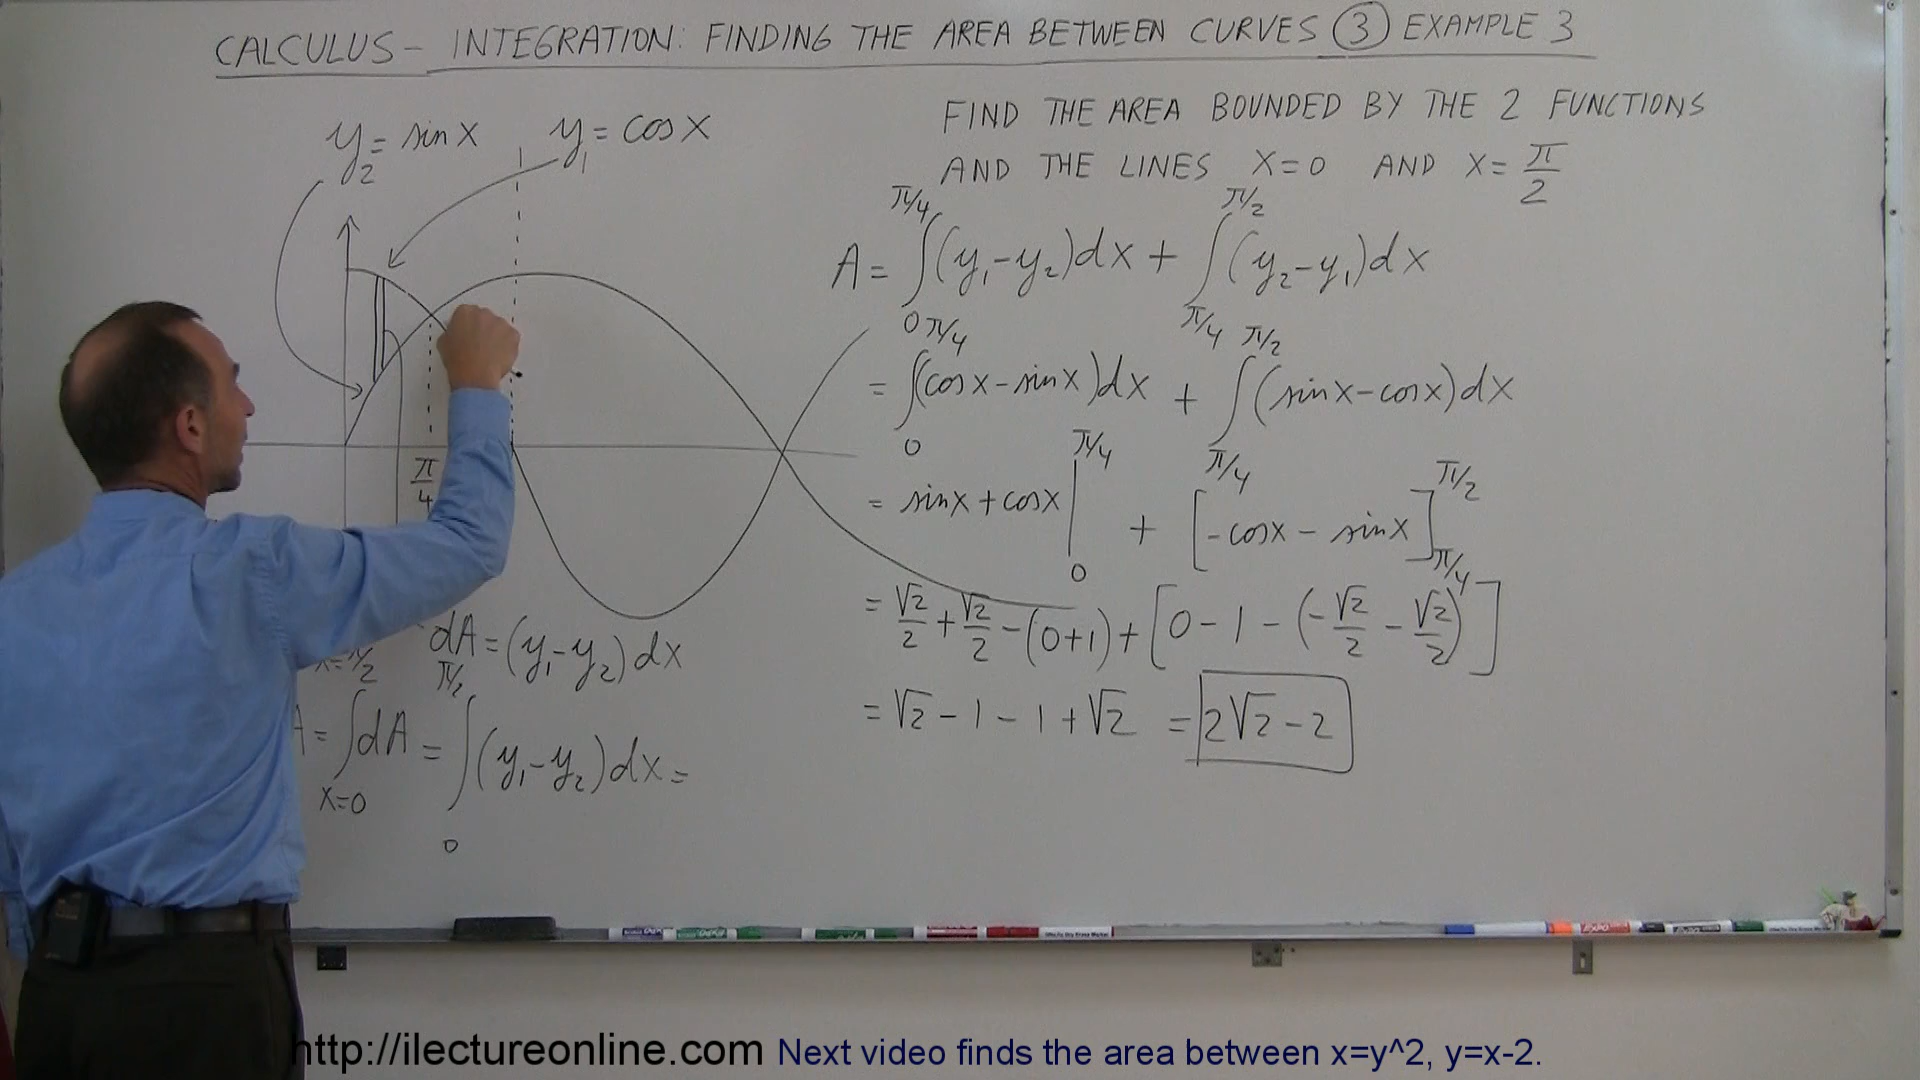 CALCULUS – INTEGRATION: FINDING THE AREA BETWEEN CURVES ③ EXAMPLE 3
y₂ = sin x y₁ = cos x
FIND THE AREA BOUNDED BY THE 2 FUNCTIONS
AND THE LINES X=0 AND X= π/2
A = ∫₀^(π/4) (y₁-y₂)dx + ∫_(π/4)^(π/2) (y₂-y₁)dx
= ∫₀^(π/4) (cos x - sin x)dx + ∫_(π/4)^(π/2) (sin x - cos x)dx
π/4
= sin x + cos x |₀^(π/4) + [-cos x - sin x]_(π/4)^(π/2)
= √2/2 + √2/2 - (0+1) + [0 - 1 - (-√2/2 - √2/2)]
= √2 - 1 - 1 + √2 = 2√2 - 2
dA = (y₁-y₂)dx
A = ∫_(x=0)^(x=π/2) dA = ∫₀^(π/2) (y₁-y₂)dx =
http://ilectureonline.com Next video finds the area between x=y^2, y=x-2.